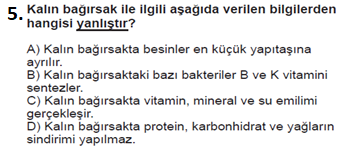 5. Kalın bağırsak ile ilgili aşağıda verilen bilgilerden
hangisi yanlıştır?
A) Kalın bağırsakta besinler en küçük yapıtaşına
ayrılır.
B) Kalın bağırsaktaki bazı bakteriler B ve K vitamini
sentezler.
C) Kalın bağırsakta vitamin, mineral ve su emilimi
gerçekleşir.
D) Kalın bağırsakta protein, karbonhidrat ve yağların
sindirimi yapılmaz.